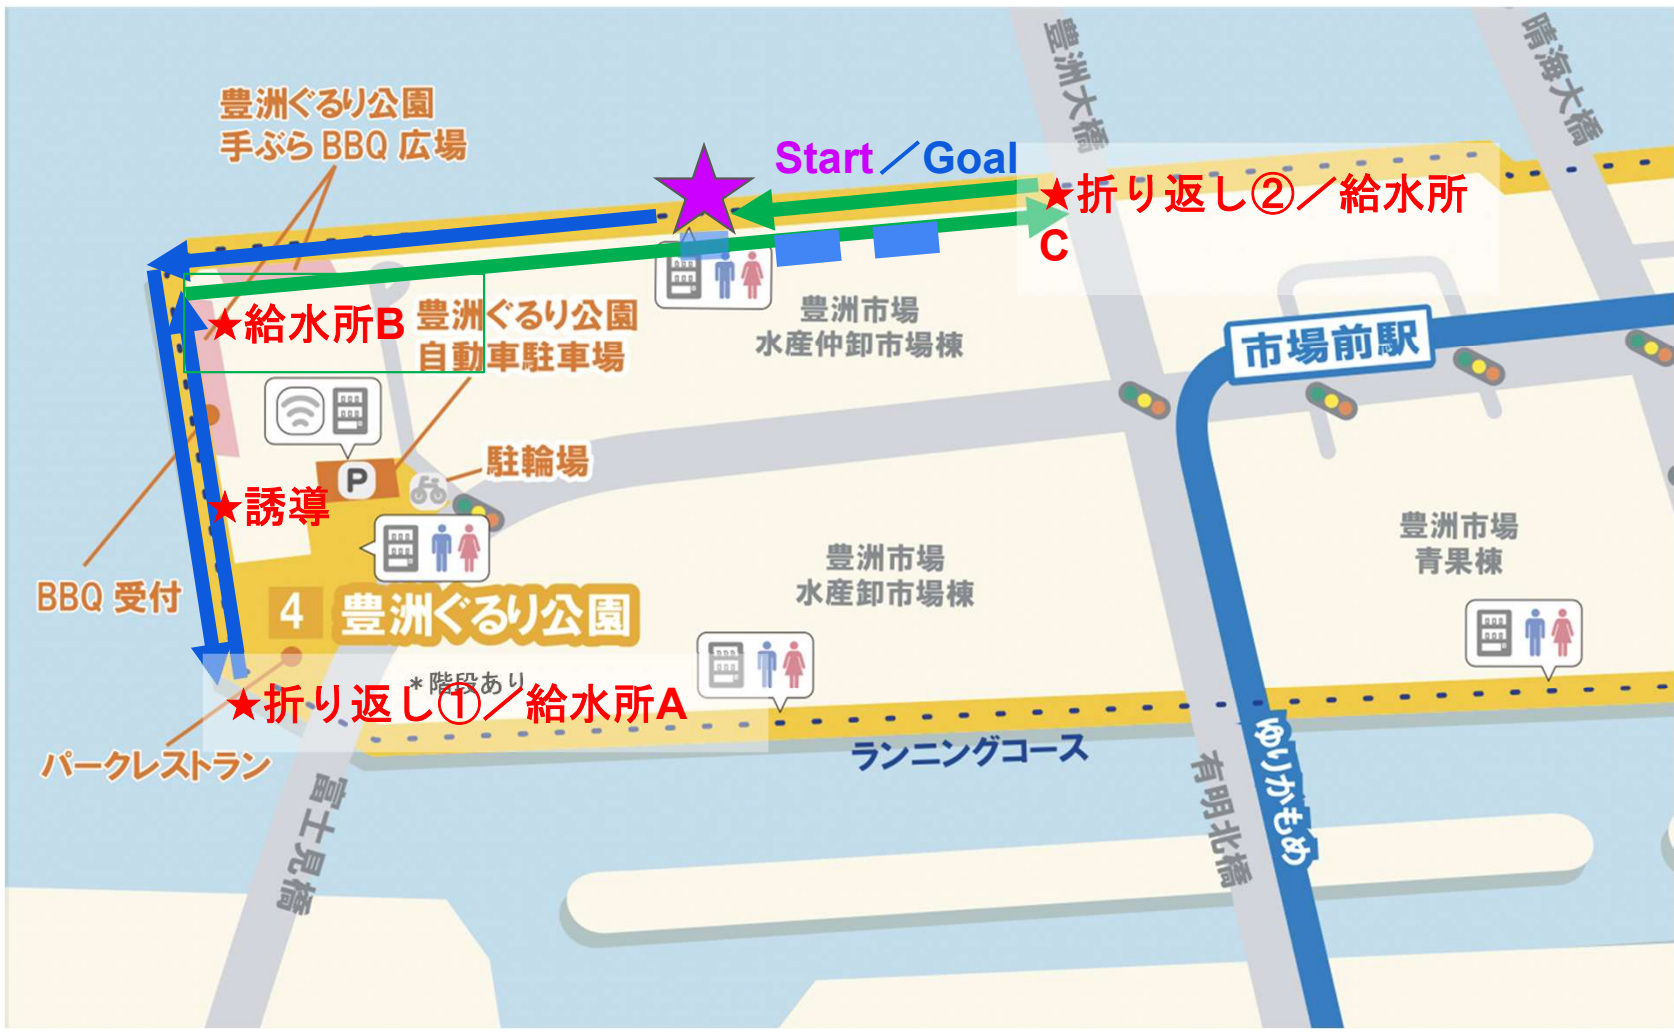 豊洲大橋
晴海大橋
豊洲ぐるり公園
手ぶら BBQ 広場
Start／Goal
★折り返し②／給水所
C
★給水所B
豊洲ぐるり公園
自動車駐車場
豊洲市場
水産仲卸市場棟
市場前駅
P
駐輪場
★誘導
豊洲市場
水産卸市場棟
豊洲市場
青果棟
BBQ 受付
4 豊洲ぐるり公園
*階段あり
★折り返し①／給水所A
パークレストラン
ランニングコース
富士見橋
有明北橋
ゆりかもめ